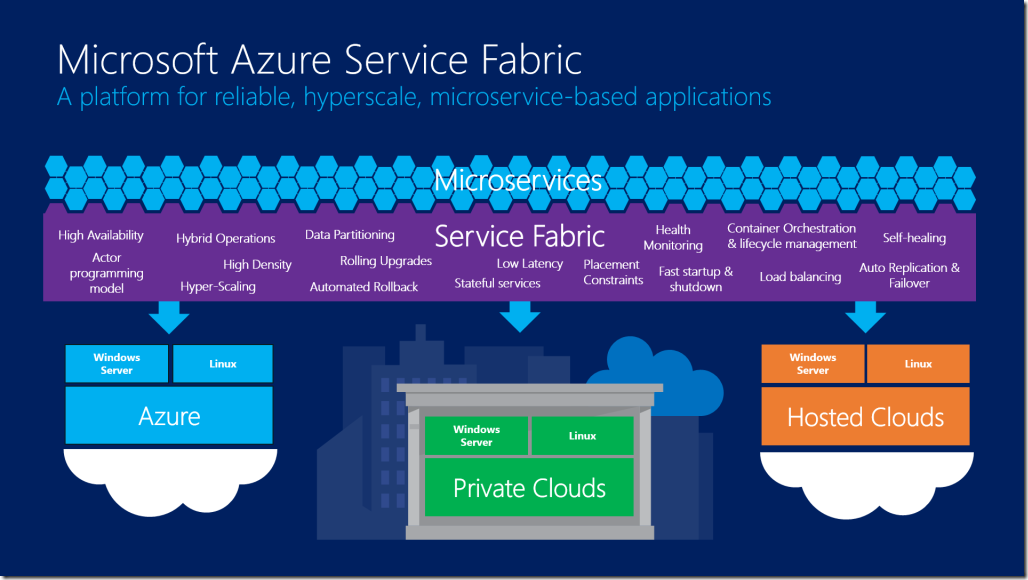 Microsoft Azure Service Fabric
A platform for reliable, hyperscale, microservice-based applications
Microservices
Service Fabric
High Availability
Hybrid Operations
Data Partitioning
Health
Monitoring
Container Orchestration
& lifecycle management
Self-healing
Actor
programming
model
High Density
Rolling Upgrades
Low Latency
Placement
Constraints
Fast startup &
shutdown
Load balancing
Auto Replication &
Failover
Hyper-Scaling
Automated Rollback
Stateful services
Windows
Server
Linux
Azure
Windows
Server
Linux
Private Clouds
Windows
Server
Linux
Hosted Clouds